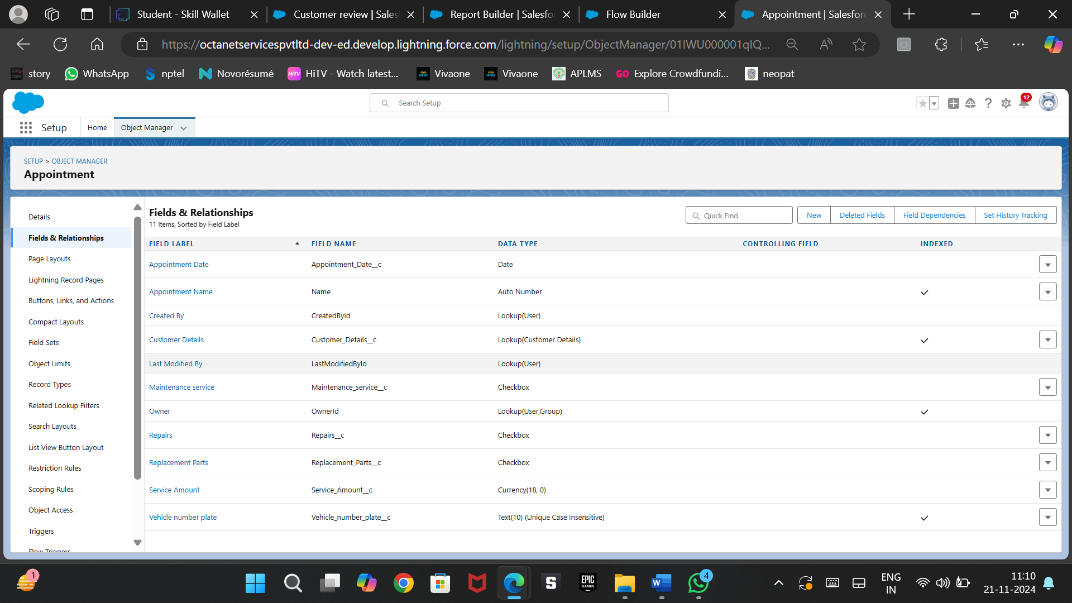 Student - Skill Wallet
Customer review | Sales
Report Builder | Salesfo
Flow Builder
Appointment | Salesfor
https://octanetservicespvtltd-dev-ed.develop.lightning.force.com/lightning/setup/ObjectManager/01IWU000001qIQ...
story
WhatsApp
nptel
Novorésumé
HiTV - Watch latest...
Vivaone
Vivaone
APLMS
Explore Crowdfundi...
neopat
Search Setup
17
Setup
Home
Object Manager
SETUP > OBJECT MANAGER
Appointment
Details
Fields & Relationships
Page Layouts
Lightning Record Pages
Buttons, Links, and Actions
Compact Layouts
Field Sets
Object Limits
Record Types
Related Lookup Filters
Search Layouts
List View Button Layout
Restriction Rules
Scoping Rules
Object Access
Triggers
Flow Triggers
Fields & Relationships
11 Items, Sorted by Field Label
Quick Find
New
Deleted Fields
Field Dependencies
Set History Tracking
FIELD LABEL FIELD NAME DATA TYPE CONTROLLING FIELD INDEXED
Appointment Date Appointment_Date__c Date
Appointment Name Name Auto Number
Created By CreatedById Lookup(User)
Customer Details Customer_Details__c Lookup(Customer Details)
Last Modified By LastModifiedById Lookup(User)
Maintenance service Maintenance_service__c Checkbox
Owner OwnerId Lookup(User,Group)
Repairs Repairs__c Checkbox
Replacement Parts Replacement_Parts__c Checkbox
Service Amount Service_Amount__c Currency(18, 0)
Vehicle number plate Vehicle_number_plate__c Text(10) (Unique Case Insensitive)
1
S
EPIC GAMES
4
ENG
IN
11:10
21-11-2024